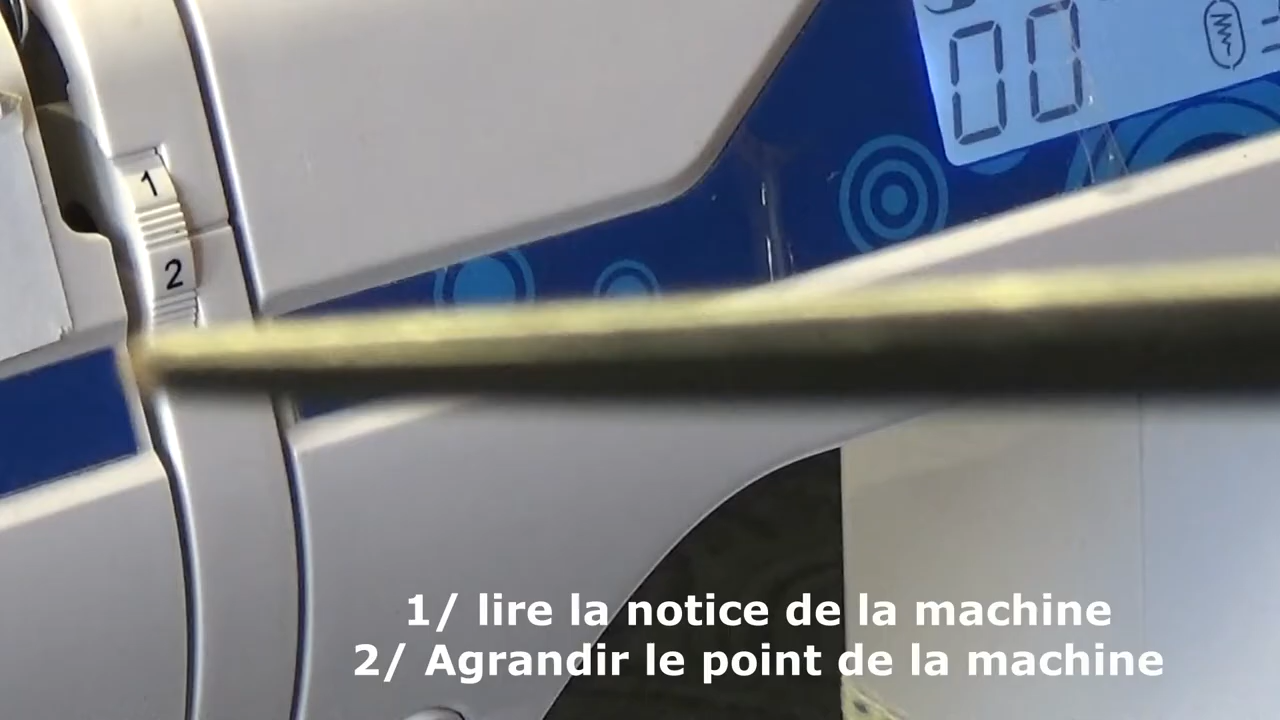 00
1
2
1/ lire la notice de la machine
2/ Agrandir le point de la machine